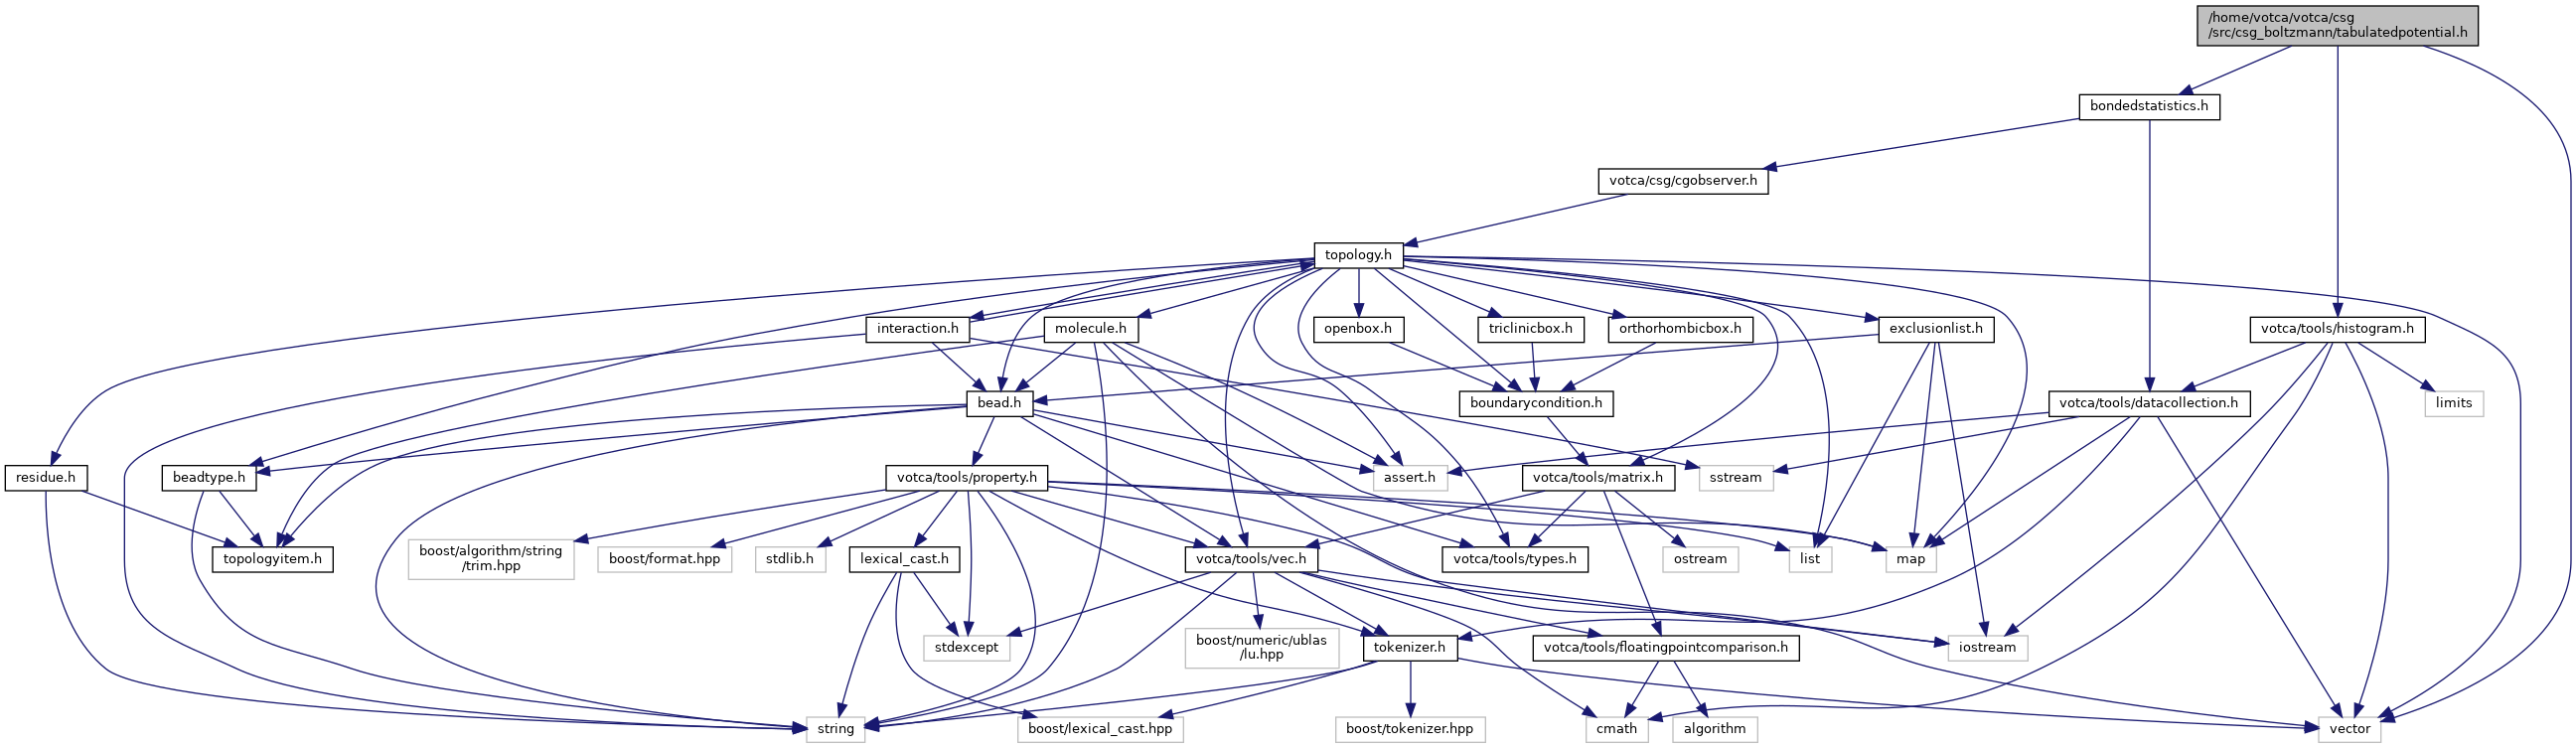 /home/votca/votca/csg
/src/csg_boltzmann/tabulatedpotential.h
bondedstatistics.h
votca/csg/cgobserver.h
topology.h
interaction.h
molecule.h
openbox.h
triclinicbox.h
orthorhombicbox.h
exclusionlist.h
votca/tools/histogram.h
bead.h
boundarycondition.h
votca/tools/datacollection.h
limits
residue.h
beadtype.h
votca/tools/property.h
assert.h
votca/tools/matrix.h
sstream
boost/algorithm/string
/trim.hpp
boost/format.hpp
stdlib.h
lexical_cast.h
topologyitem.h
votca/tools/vec.h
votca/tools/types.h
ostream
list
map
stdexcept
boost/numeric/ublas
/lu.hpp
tokenizer.h
votca/tools/floatingpointcomparison.h
iostream
string
boost/lexical_cast.hpp
boost/tokenizer.hpp
cmath
algorithm
vector